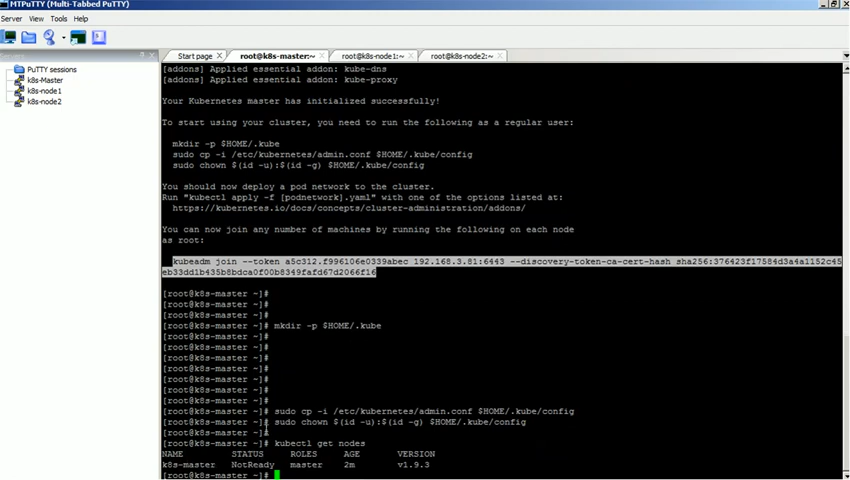 MTPuTTY (Multi-Tabbed PuTTY)
Server View Tools Help
Start page root@k8s-master:~ root@k8s-node1:~ root@k8s-node2:~
PuTTY sessions
k8s-Master
k8s-node1
k8s-node2
[addons] Applied essential addon: kube-dns
[addons] Applied essential addon: kube-proxy
Your Kubernetes master has initialized successfully!
To start using your cluster, you need to run the following as a regular user:
mkdir -p $HOME/.kube
sudo cp -i /etc/kubernetes/admin.conf $HOME/.kube/config
sudo chown $(id -u):$(id -g) $HOME/.kube/config
You should now deploy a pod network to the cluster.
Run "kubectl apply -f [podnetwork].yaml" with one of the options listed at:
https://kubernetes.io/docs/concepts/cluster-administration/addons/
You can now join any number of machines by running the following on each node
as root:
kubeadm join --token a5c312.f996106e0339abec 192.168.3.81:6443 --discovery-token-ca-cert-hash sha256:376423f17584d3a4a1152c45
eb33dd1b435b8bdca0f00b8349fafd67d2066f16
[root@k8s-master ~]#
[root@k8s-master ~]#
[root@k8s-master ~]#
[root@k8s-master ~]# mkdir -p $HOME/.kube
[root@k8s-master ~]#
[root@k8s-master ~]#
[root@k8s-master ~]#
[root@k8s-master ~]#
[root@k8s-master ~]#
[root@k8s-master ~]#
[root@k8s-master ~]#
[root@k8s-master ~]# sudo cp -i /etc/kubernetes/admin.conf $HOME/.kube/config
[root@k8s-master ~]# sudo chown $(id -u):$(id -g) $HOME/.kube/config
[root@k8s-master ~]#
[root@k8s-master ~]# kubectl get nodes
NAME STATUS ROLES AGE VERSION
k8s-master NotReady master 2m v1.9.3
[root@k8s-master ~]#